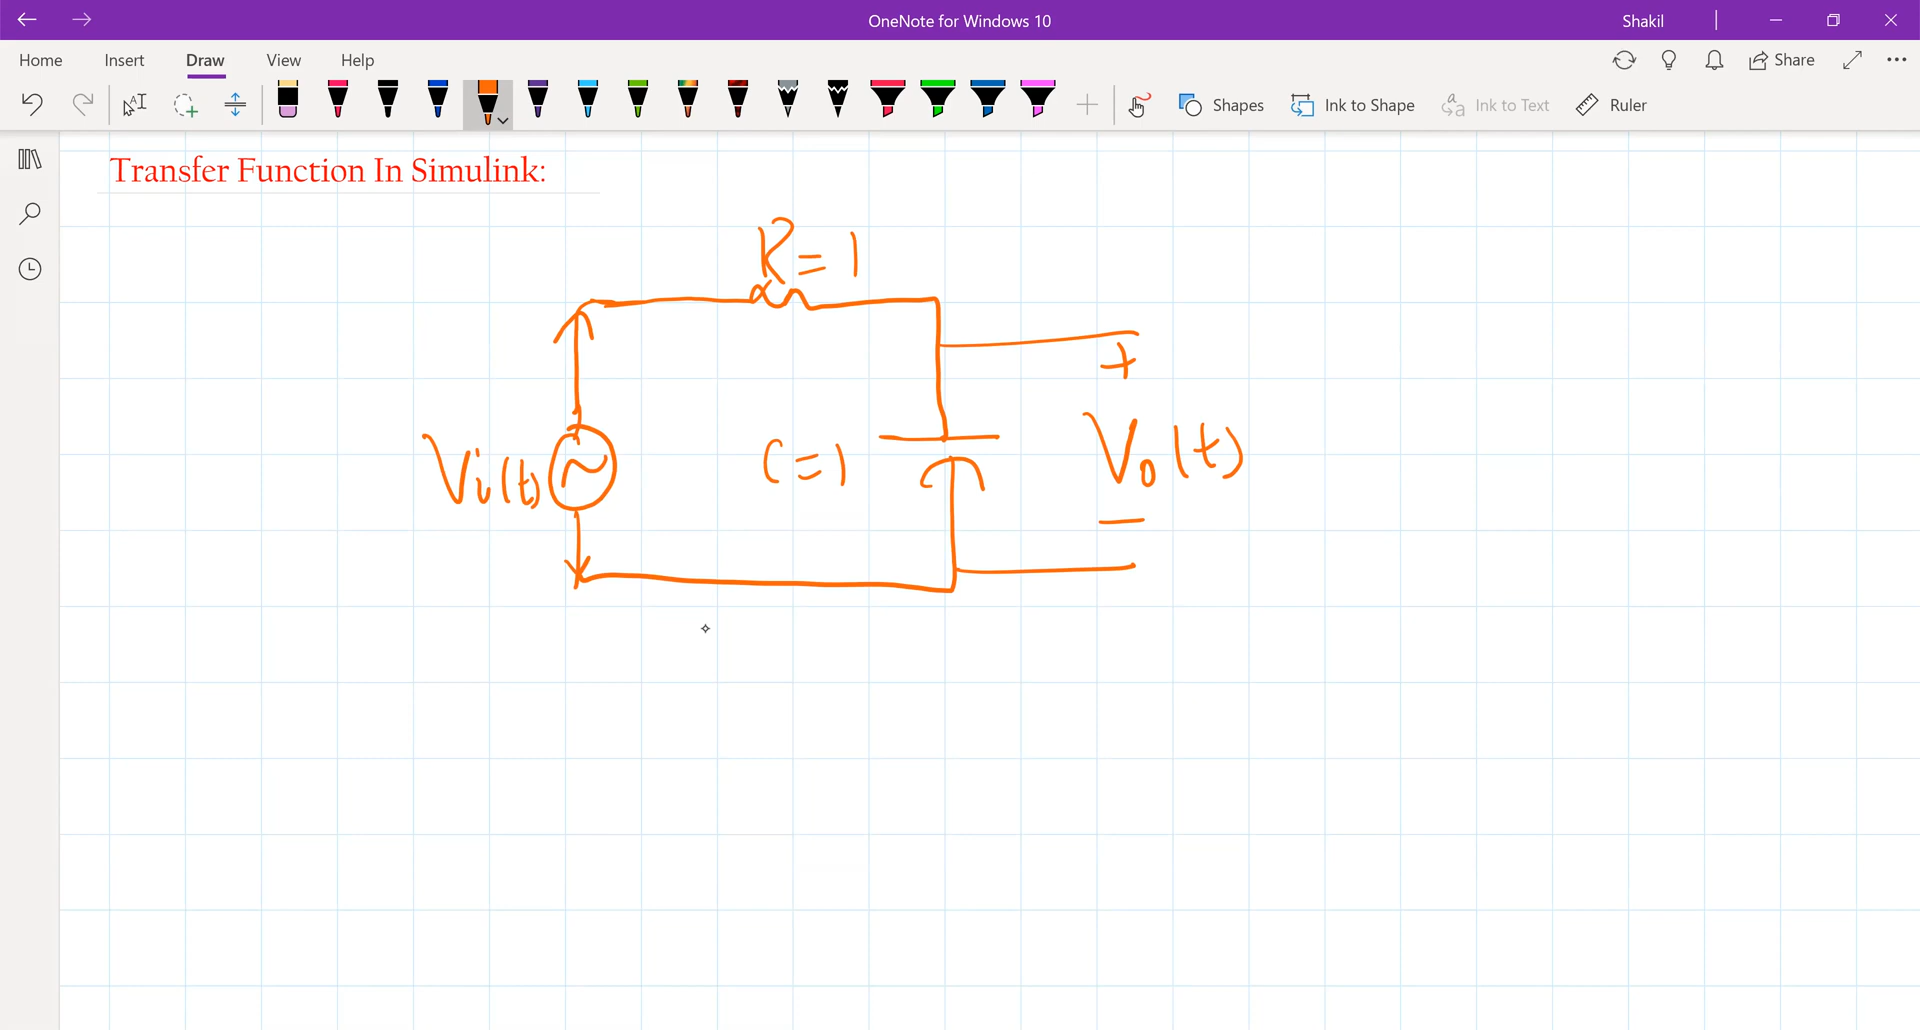 OneNote for Windows 10
Shakil
Home Insert Draw View Help
Share
Shapes Ink to Shape Ink to Text Ruler
Transfer Function In Simulink:
R = 1
+
Vi(t) C = 1 Vo(t)
−